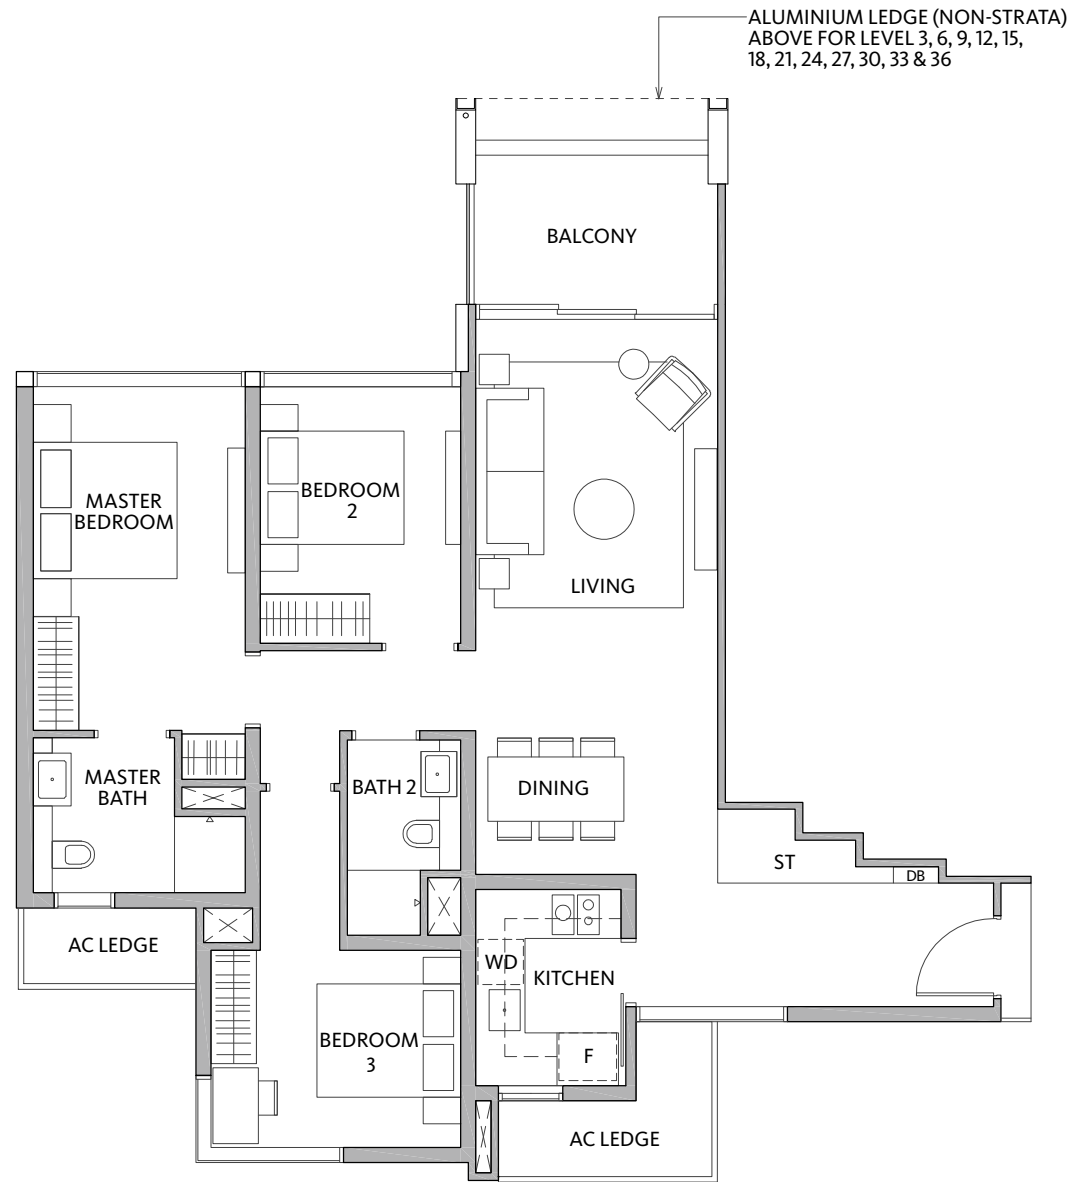 ALUMINIUM LEDGE (NON-STRATA)
ABOVE FOR LEVEL 3, 6, 9, 12, 15,
18, 21, 24, 27, 30, 33 & 36
BALCONY
MASTER
BEDROOM
BEDROOM
2
LIVING
MASTER
BATH
BATH 2
DINING
ST
DB
AC LEDGE
WD
KITCHEN
BEDROOM
3
F
AC LEDGE